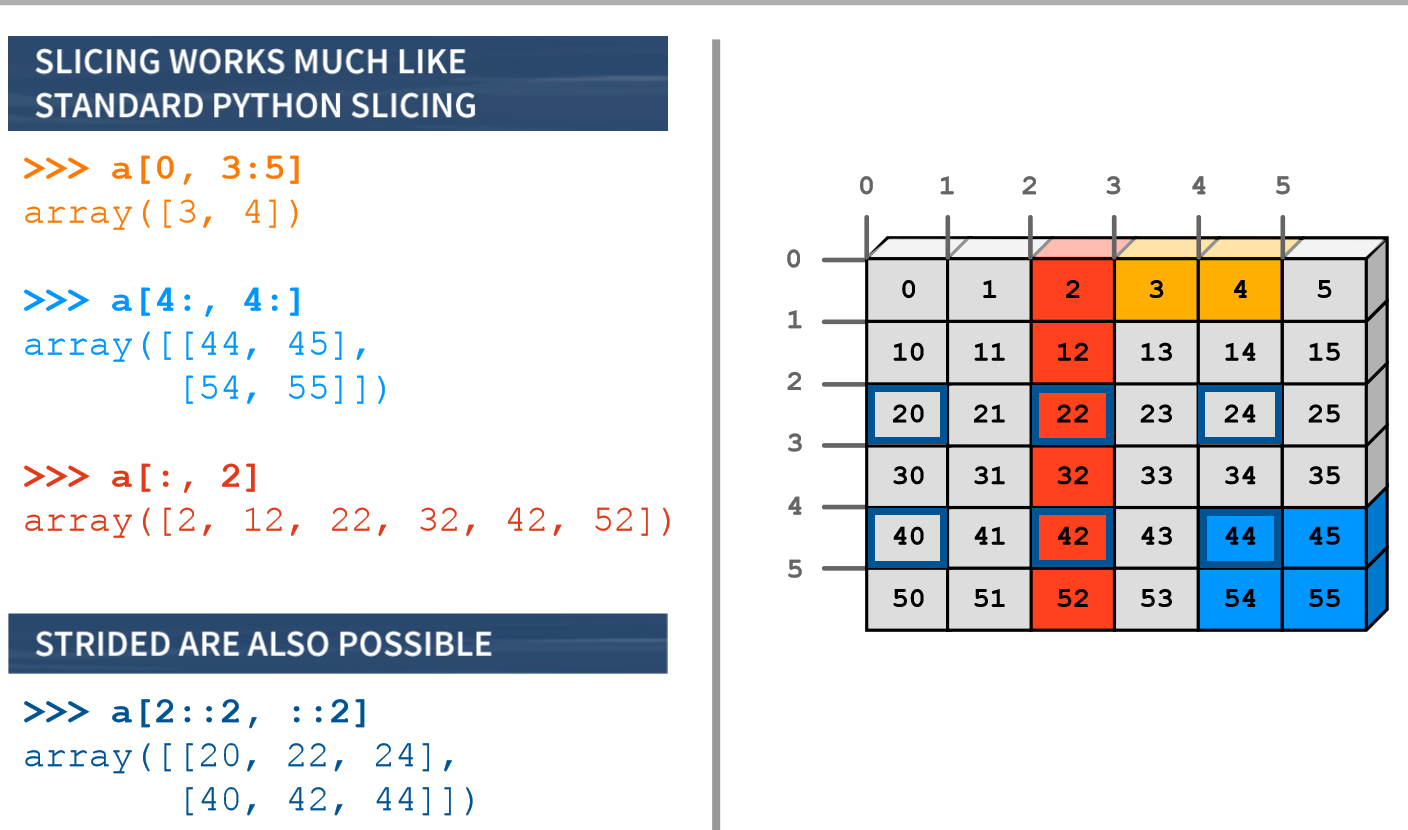 SLICING WORKS MUCH LIKE
STANDARD PYTHON SLICING
>>> a[0, 3:5]
array([3, 4])
>>> a[4:, 4:]
array([[44, 45],
[54, 55]])
>>> a[:, 2]
array([2, 12, 22, 32, 42, 52])
STRIDED ARE ALSO POSSIBLE
>>> a[2::2, ::2]
array([[20, 22, 24],
[40, 42, 44]])
0 1 2 3 4 5
0
0 1 2 3 4 5
1
10 11 12 13 14 15
2
20 21 22 23 24 25
3
30 31 32 33 34 35
4
40 41 42 43 44 45
5
50 51 52 53 54 55